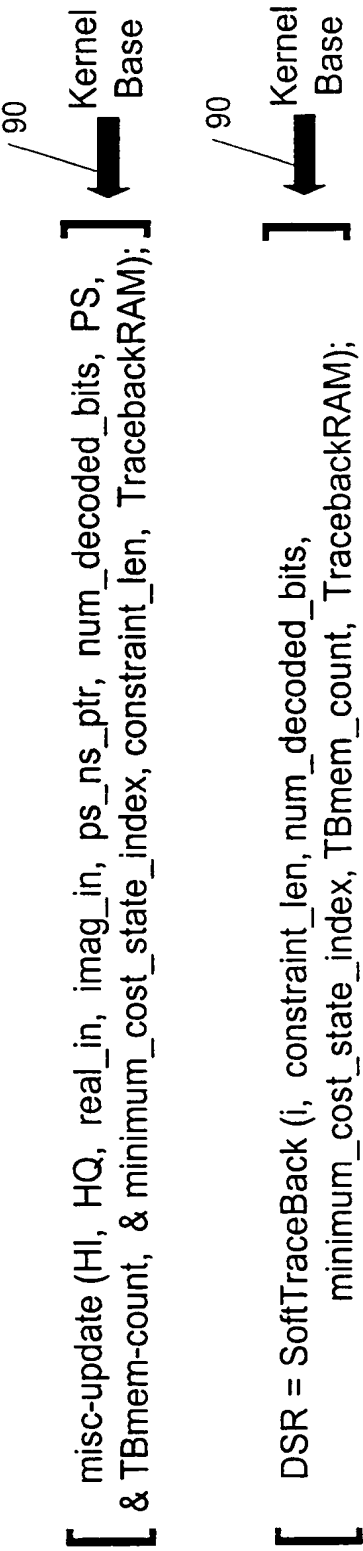 90
misc-update (HI, HQ, real_in, imag_in, ps_ns_ptr, num_decoded_bits, PS,
& TBmem-count, & minimum_cost_state_index, constraint_len, TracebackRAM);
Kernel
Base
90
DSR = SoftTraceBack (i, constraint_len, num_decoded_bits,
minimum_cost_state_index, TBmem_count, TracebackRAM);
Kernel
Base